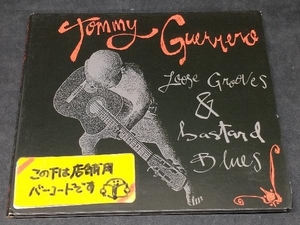 Tommy Guerrero
Loose Grooves
&
bastard
Blues
この下は店舗用
バーコードです